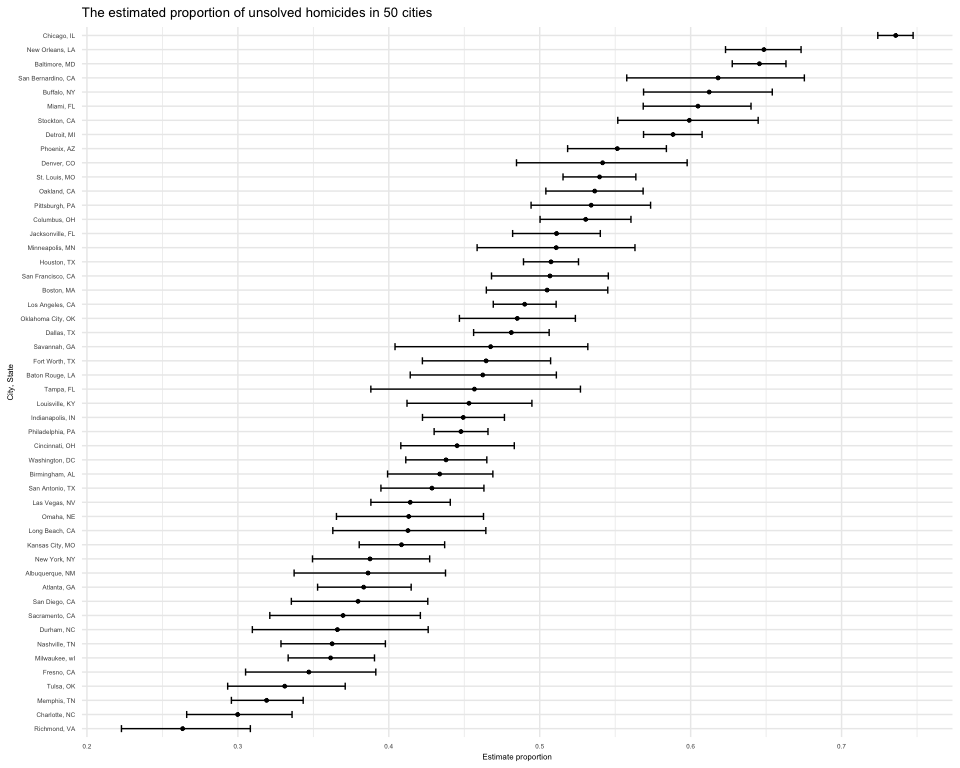 The estimated proportion of unsolved homicides in 50 cities
Chicago, IL
New Orleans, LA
Baltimore, MD
San Bernardino, CA
Buffalo, NY
Miami, FL
Stockton, CA
Detroit, MI
Phoenix, AZ
Denver, CO
St. Louis, MO
Oakland, CA
Pittsburgh, PA
Columbus, OH
Jacksonville, FL
Minneapolis, MN
Houston, TX
San Francisco, CA
Boston, MA
Los Angeles, CA
Oklahoma City, OK
Dallas, TX
Savannah, GA
Fort Worth, TX
Baton Rouge, LA
Tampa, FL
Louisville, KY
Indianapolis, IN
Philadelphia, PA
Cincinnati, OH
Washington, DC
Birmingham, AL
San Antonio, TX
Las Vegas, NV
Omaha, NE
Long Beach, CA
Kansas City, MO
New York, NY
Albuquerque, NM
Atlanta, GA
San Diego, CA
Sacramento, CA
Durham, NC
Nashville, TN
Milwaukee, wI
Fresno, CA
Tulsa, OK
Memphis, TN
Charlotte, NC
Richmond, VA
City, State
0.2 0.3 0.4 0.5 0.6 0.7
Estimate proportion